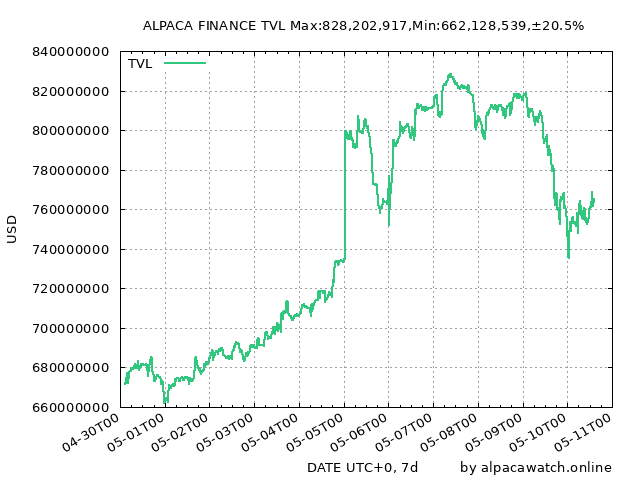 ALPACA FINANCE TVL Max:828,202,917,Min:662,128,539,±20.5%
TVL
840000000
820000000
800000000
780000000
760000000
740000000
720000000
700000000
680000000
660000000
USD
04-30T00
05-01T00
05-02T00
05-03T00
05-04T00
05-05T00
05-06T00
05-07T00
05-08T00
05-09T00
05-10T00
05-11T00
DATE UTC+0, 7d
by alpacawatch.online